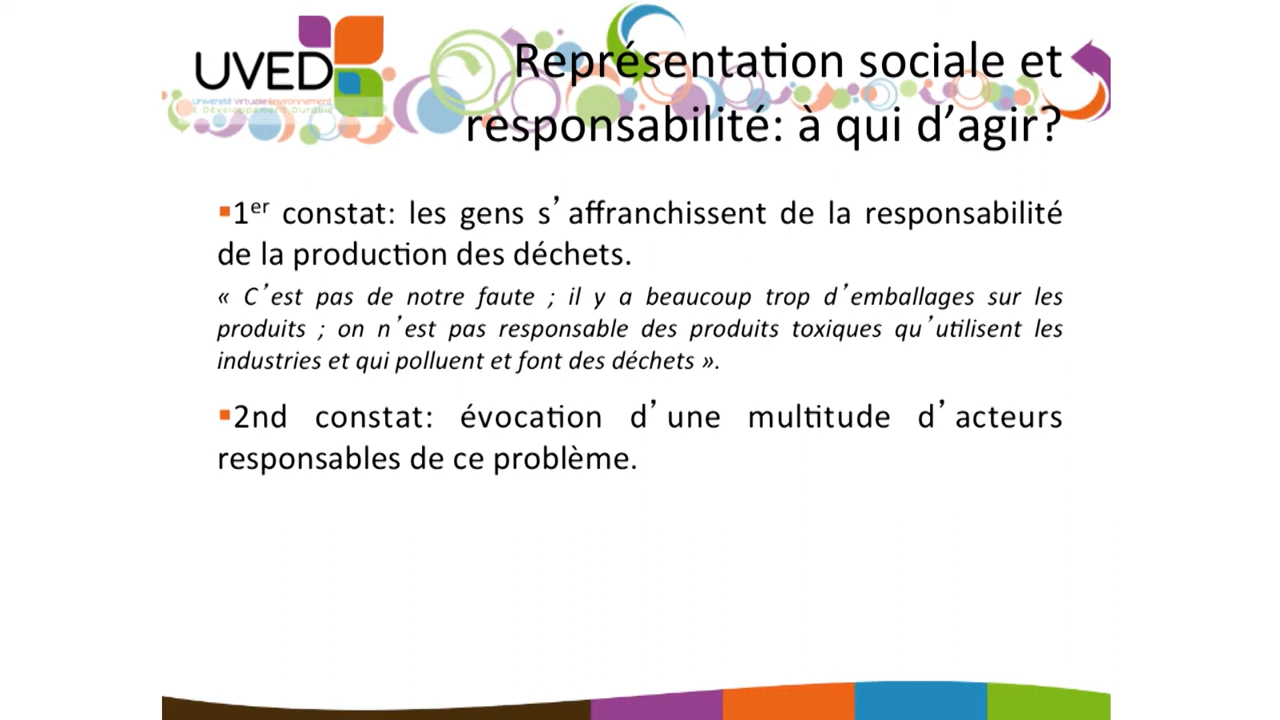 UVED
Université Virtuelle Environnement
& Développement Durable
Représentation sociale et
responsabilité: à qui d’agir?
▪1er constat: les gens s’affranchissent de la responsabilité
de la production des déchets.
« C’est pas de notre faute ; il y a beaucoup trop d’emballages sur les
produits ; on n’est pas responsable des produits toxiques qu’utilisent les
industries et qui polluent et font des déchets ».
▪2nd constat: évocation d’une multitude d’acteurs
responsables de ce problème.